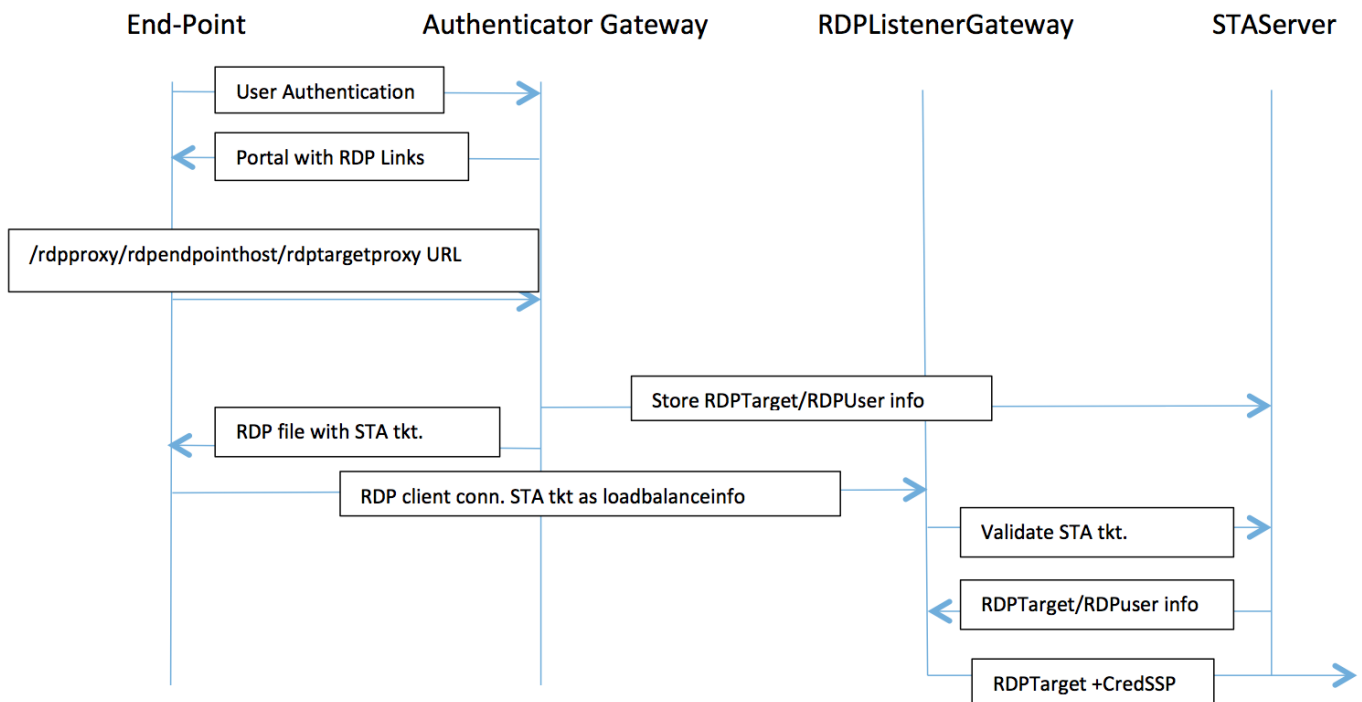 End-Point
Authenticator Gateway
RDPListenerGateway
STAServer
User Authentication
Portal with RDP Links
/rdpproxy/rdpendpointhost/rdptargetproxy URL
Store RDPTarget/RDPUser info
RDP file with STA tkt.
RDP client conn. STA tkt as loadbalanceinfo
Validate STA tkt.
RDPTarget/RDPuser info
RDPTarget +CredSSP